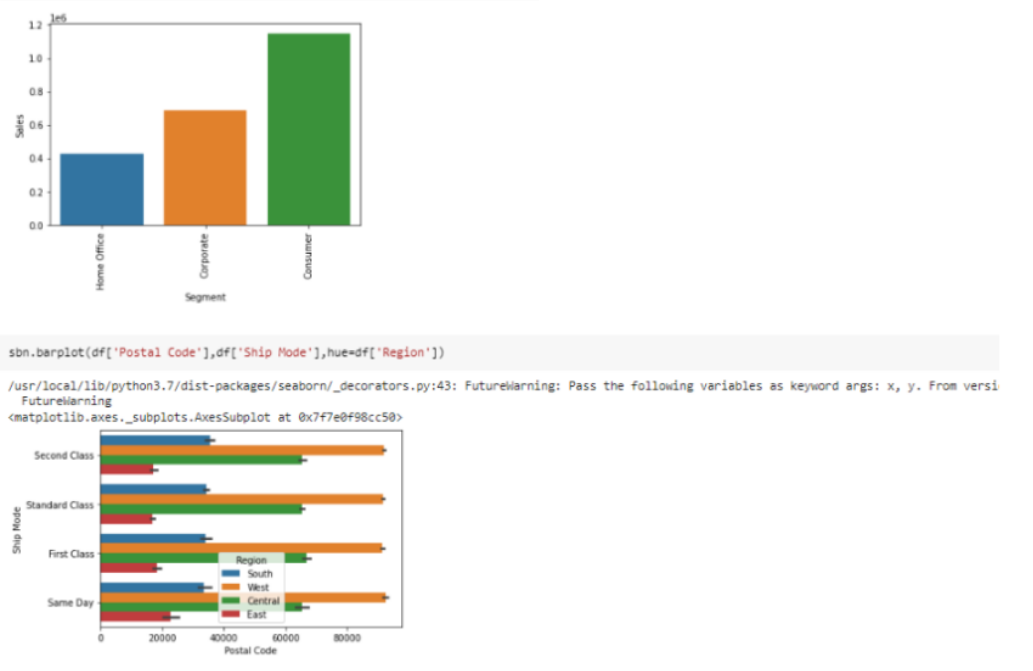 1e6
1.2
1.0
0.8
0.6
0.4
0.2
0.0
Sales
Home Office
Corporate
Consumer
Segment
sbn.barplot(df['Postal Code'],df['Ship Mode'],hue=df['Region'])
/usr/local/lib/python3.7/dist-packages/seaborn/_decorators.py:43: FutureWarning: Pass the following variables as keyword args: x, y. From versi
FutureWarning
<matplotlib.axes._subplots.AxesSubplot at 0x7f7e0f98cc50>
Second Class
Standard Class
First Class
Same Day
Ship Mode
Region
South
West
Central
East
0 20000 40000 60000 80000
Postal Code